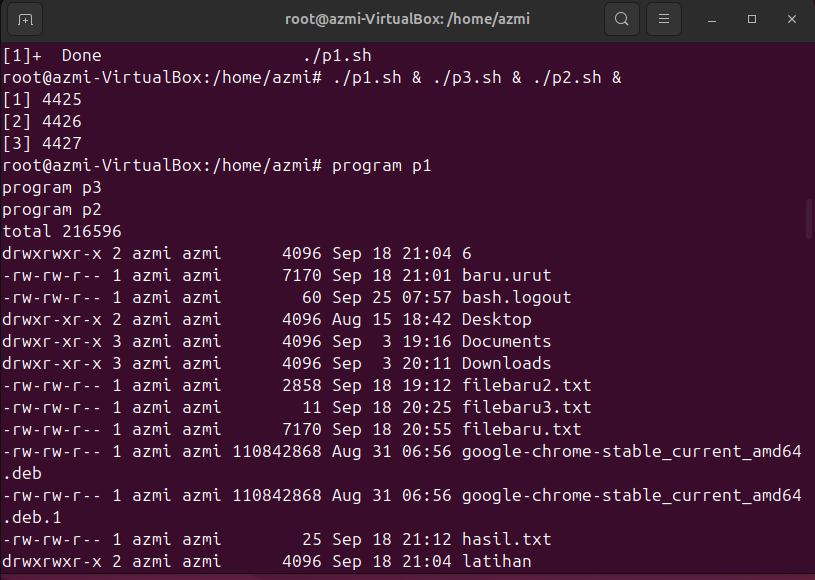 root@azmi-VirtualBox: /home/azmi
[1]+  Done                    ./p1.sh
root@azmi-VirtualBox:/home/azmi# ./p1.sh & ./p3.sh & ./p2.sh &
[1] 4425
[2] 4426
[3] 4427
root@azmi-VirtualBox:/home/azmi# program p1
program p3
program p2
total 216596
drwxrwxr-x 2 azmi azmi      4096 Sep 18 21:04 6
-rw-rw-r-- 1 azmi azmi      7170 Sep 18 21:01 baru.urut
-rw-rw-r-- 1 azmi azmi        60 Sep 25 07:57 bash.logout
drwxr-xr-x 2 azmi azmi      4096 Aug 15 18:42 Desktop
drwxr-xr-x 3 azmi azmi      4096 Sep  3 19:16 Documents
drwxr-xr-x 3 azmi azmi      4096 Sep  3 20:11 Downloads
-rw-rw-r-- 1 azmi azmi      2858 Sep 18 19:12 filebaru2.txt
-rw-rw-r-- 1 azmi azmi        11 Sep 18 20:25 filebaru3.txt
-rw-rw-r-- 1 azmi azmi      7170 Sep 18 20:55 filebaru.txt
-rw-rw-r-- 1 azmi azmi 110842868 Aug 31 06:56 google-chrome-stable_current_amd64
.deb
-rw-rw-r-- 1 azmi azmi 110842868 Aug 31 06:56 google-chrome-stable_current_amd64
.deb.1
-rw-rw-r-- 1 azmi azmi        25 Sep 18 21:12 hasil.txt
drwxrwxr-x 2 azmi azmi      4096 Sep 18 21:04 latihan